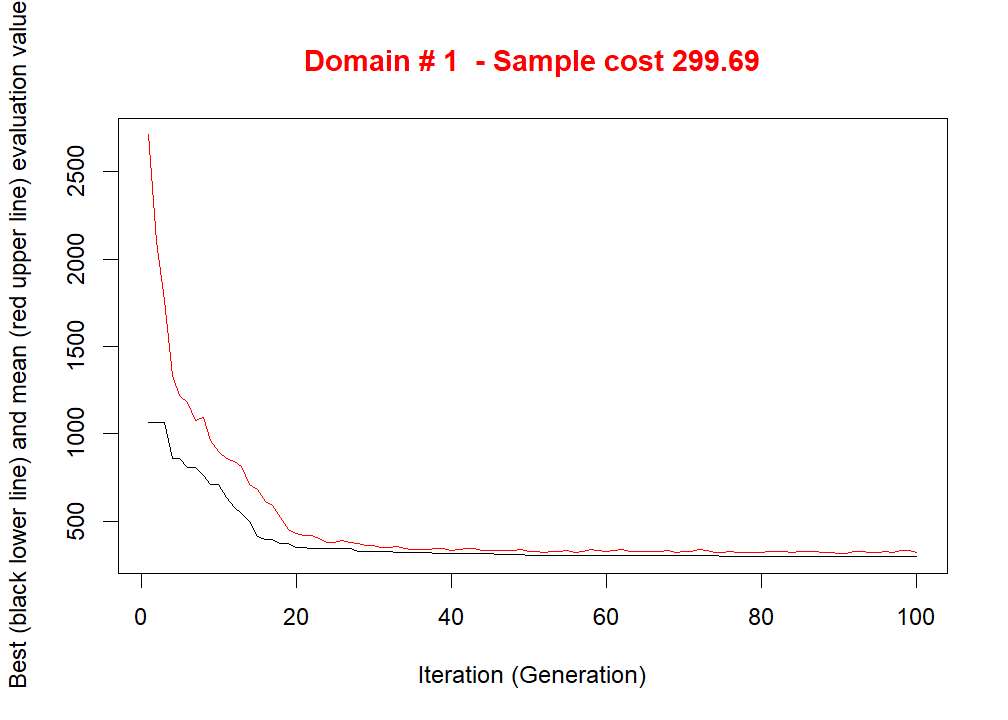 Domain # 1  - Sample cost 299.69
Best (black lower line) and mean (red upper line) evaluation value
2500
2000
1500
1000
500
0 20 40 60 80 100
Iteration (Generation)